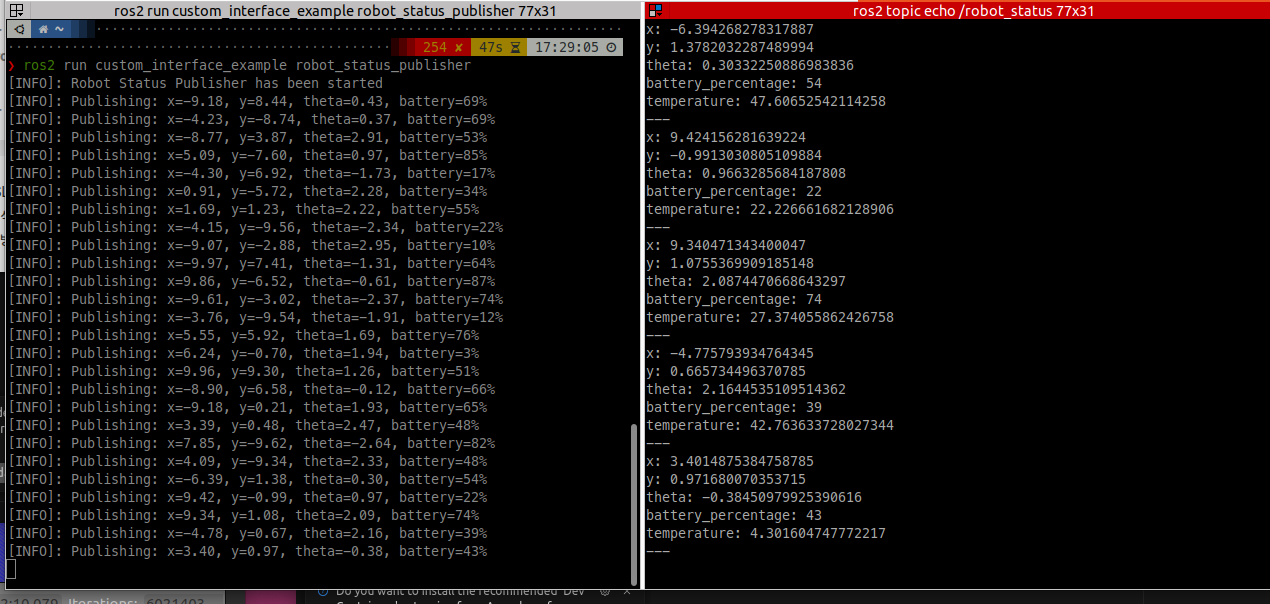 ros2 run custom_interface_example robot_status_publisher 77x31
~
254 ✘ 47s 17:29:05
❯ ros2 run custom_interface_example robot_status_publisher
[INFO]: Robot Status Publisher has been started
[INFO]: Publishing: x=-9.18, y=8.44, theta=0.43, battery=69%
[INFO]: Publishing: x=-4.23, y=-8.74, theta=0.37, battery=69%
[INFO]: Publishing: x=-8.77, y=3.87, theta=2.91, battery=53%
[INFO]: Publishing: x=5.09, y=-7.60, theta=0.97, battery=85%
[INFO]: Publishing: x=-4.30, y=6.92, theta=-1.73, battery=17%
[INFO]: Publishing: x=0.91, y=-5.72, theta=2.28, battery=34%
[INFO]: Publishing: x=1.69, y=1.23, theta=2.22, battery=55%
[INFO]: Publishing: x=-4.15, y=-9.56, theta=-2.34, battery=22%
[INFO]: Publishing: x=-9.07, y=-2.88, theta=2.95, battery=10%
[INFO]: Publishing: x=-9.97, y=7.41, theta=-1.31, battery=64%
[INFO]: Publishing: x=9.86, y=-6.52, theta=-0.61, battery=87%
[INFO]: Publishing: x=-9.61, y=-3.02, theta=-2.37, battery=74%
[INFO]: Publishing: x=-3.76, y=-9.54, theta=-1.91, battery=12%
[INFO]: Publishing: x=5.55, y=5.92, theta=1.69, battery=76%
[INFO]: Publishing: x=6.24, y=-0.70, theta=1.94, battery=3%
[INFO]: Publishing: x=9.96, y=9.30, theta=1.26, battery=51%
[INFO]: Publishing: x=-8.90, y=6.58, theta=-0.12, battery=66%
[INFO]: Publishing: x=-9.18, y=0.21, theta=1.93, battery=65%
[INFO]: Publishing: x=3.39, y=0.48, theta=2.47, battery=48%
[INFO]: Publishing: x=7.85, y=-9.62, theta=-2.64, battery=82%
[INFO]: Publishing: x=4.09, y=-9.34, theta=2.33, battery=48%
[INFO]: Publishing: x=-6.39, y=1.38, theta=0.30, battery=54%
[INFO]: Publishing: x=9.42, y=-0.99, theta=0.97, battery=22%
[INFO]: Publishing: x=9.34, y=1.08, theta=2.09, battery=74%
[INFO]: Publishing: x=-4.78, y=0.67, theta=2.16, battery=39%
[INFO]: Publishing: x=3.40, y=0.97, theta=-0.38, battery=43%
ros2 topic echo /robot_status 77x31
x: -6.394268278317887
y: 1.3782032287489994
theta: 0.30332250886983836
battery_percentage: 54
temperature: 47.60652542114258
---
x: 9.424156281639224
y: -0.9913030805109884
theta: 0.9663285684187808
battery_percentage: 22
temperature: 22.226661682128906
---
x: 9.340471343400047
y: 1.0755369909185148
theta: 2.0874470668643297
battery_percentage: 74
temperature: 27.374055862426758
---
x: -4.775793934764345
y: 0.665734496370785
theta: 2.1644535109514362
battery_percentage: 39
temperature: 42.763633728027344
---
x: 3.4014875384758785
y: 0.971680070353715
theta: -0.38450979925390616
battery_percentage: 43
temperature: 4.301604747772217
---
Do you want to install the recommended 'Dev